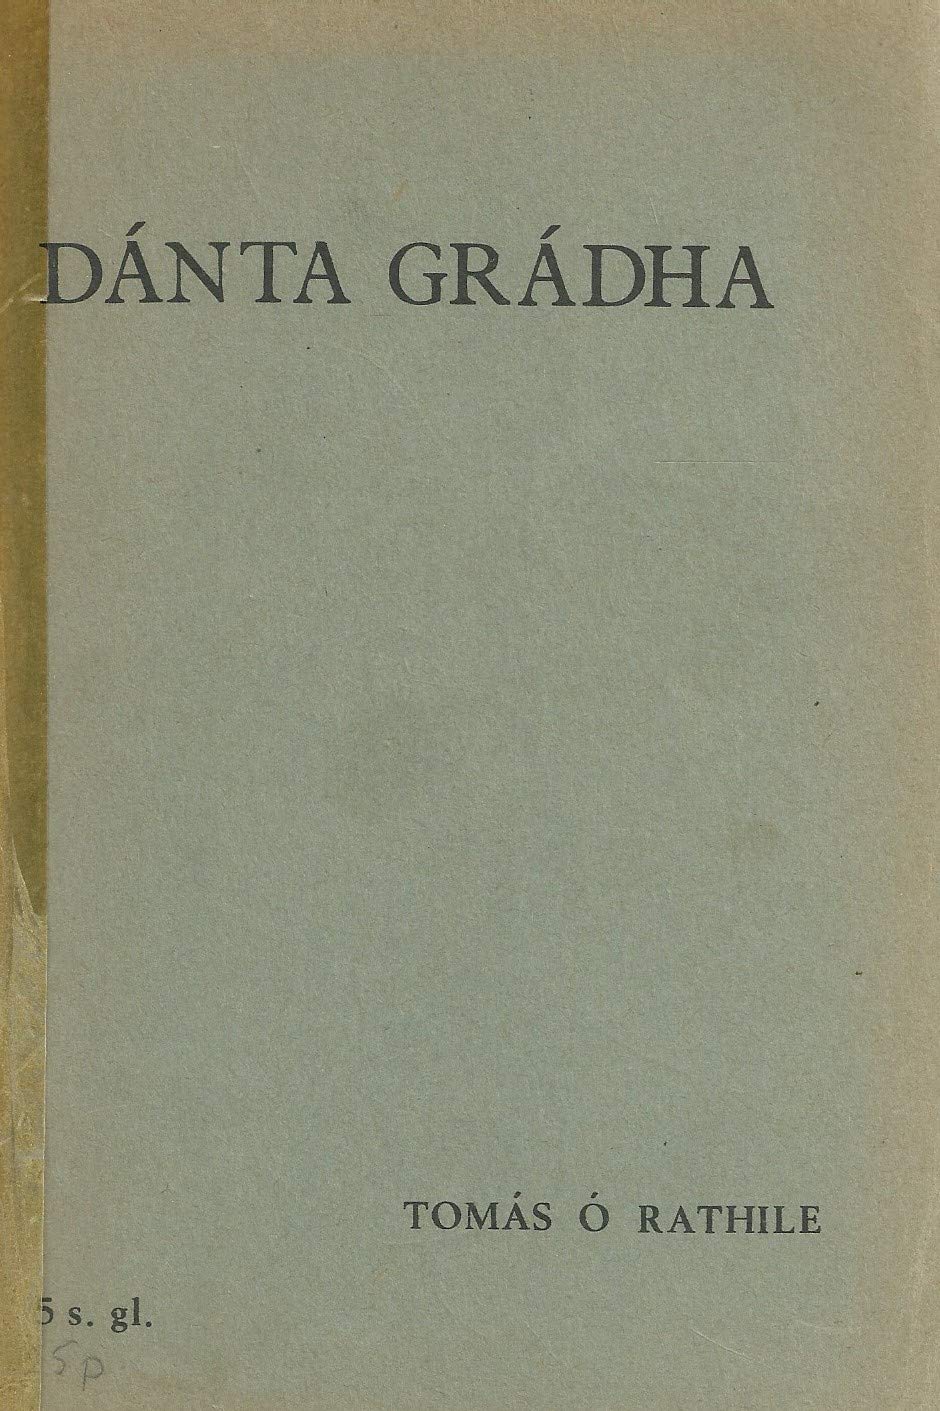 DÁNTA GRÁDHA
TOMÁS Ó RATHILE
5 s. gl.
5p